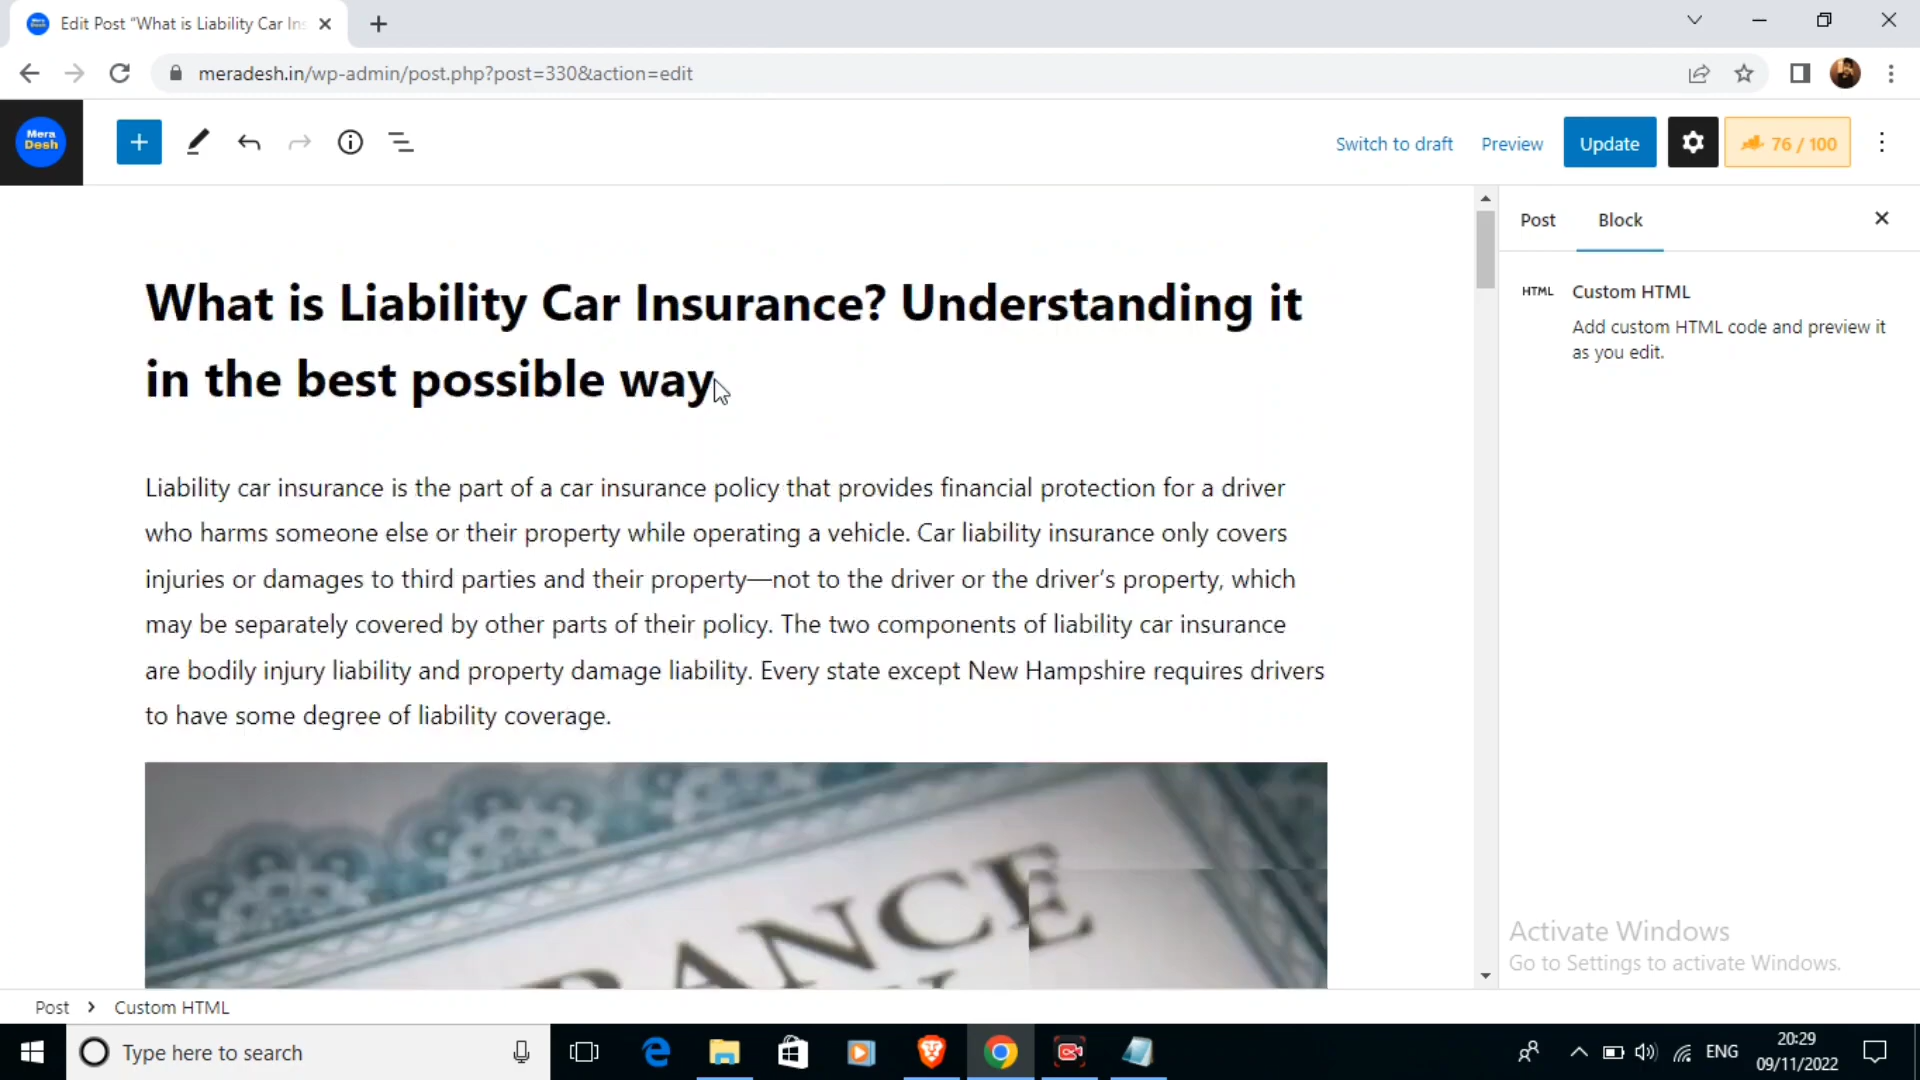 Edit Post “What is Liability Car Ins
meradesh.in/wp-admin/post.php?post=330&action=edit
Mera
Desh
Switch to draft
Preview
Update
76 / 100
Post
Block
HTML
Custom HTML
Add custom HTML code and preview it
as you edit.
What is Liability Car Insurance? Understanding it
in the best possible way
Liability car insurance is the part of a car insurance policy that provides financial protection for a driver
who harms someone else or their property while operating a vehicle. Car liability insurance only covers
injuries or damages to third parties and their property—not to the driver or the driver’s property, which
may be separately covered by other parts of their policy. The two components of liability car insurance
are bodily injury liability and property damage liability. Every state except New Hampshire requires drivers
to have some degree of liability coverage.
RANCE
Activate Windows
Go to Settings to activate Windows.
Post
Custom HTML
Type here to search
ENG
20:29
09/11/2022